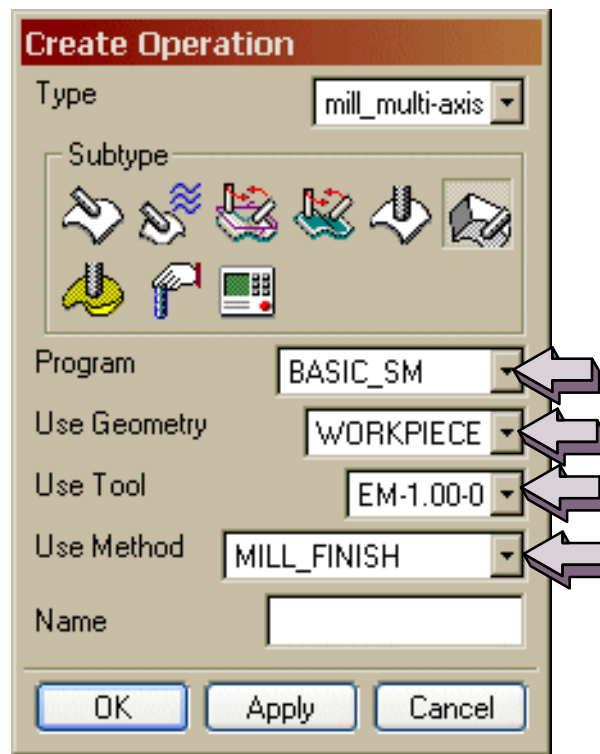 Create Operation
Type mill_multi-axis
Subtype
Program BASIC_SM
Use Geometry WORKPIECE
Use Tool EM-1.00-0
Use Method MILL_FINISH
Name
OK Apply Cancel